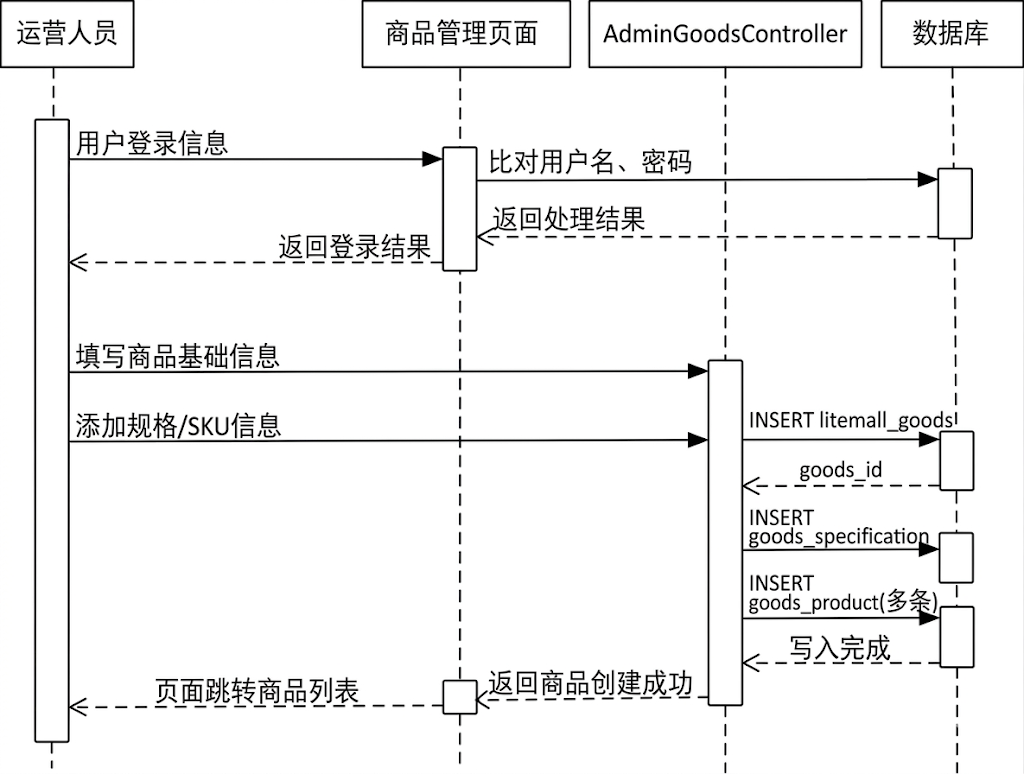 运营人员
商品管理页面
AdminGoodsController
数据库
用户登录信息
比对用户名、密码
返回处理结果
返回登录结果
填写商品基础信息
添加规格/SKU信息
INSERT litemall_goods
goods_id
INSERT
goods_specification
INSERT
goods_product(多条)
写入完成
返回商品创建成功
页面跳转商品列表